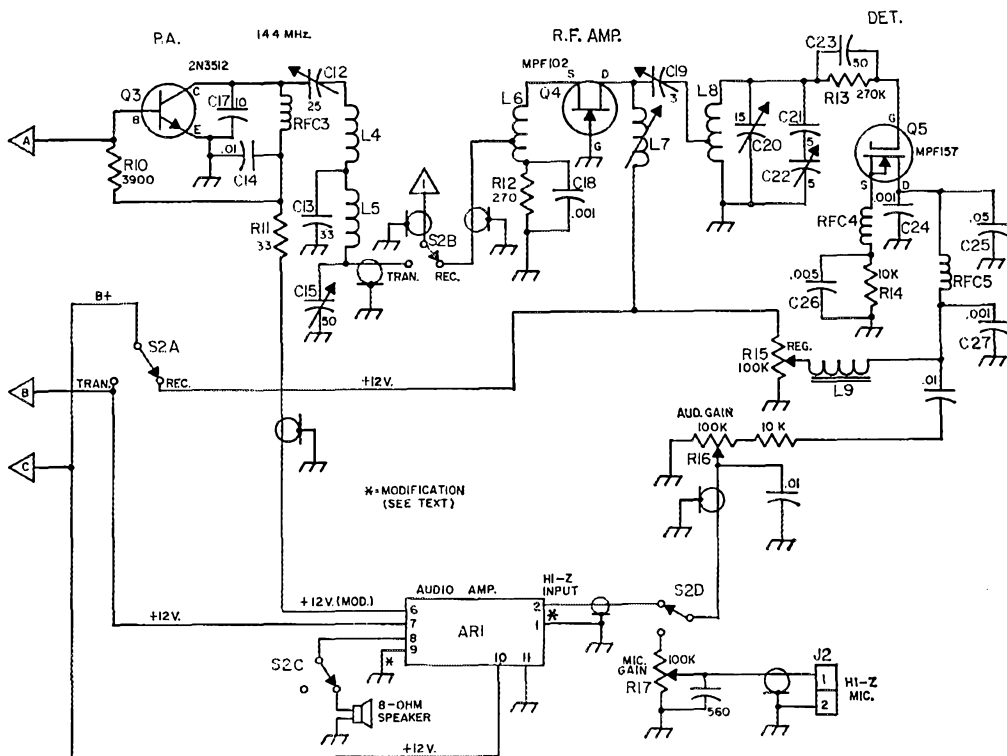 P.A.
144 MHz.
R.F. AMP.
DET.
2N3512
MPF102
C23
50
C12
25
Q3
B
C
E
C17
10
RFC3
L4
L6
S
Q4
D
G
C19
3
L7
L8
R13
270K
15
C20
C21
5
C22
5
G
Q5
MPF157
S
D
A
R10
3900
.01
C14
R12
270
C18
.001
.001
C24
RFC4
.05
C25
C13
33
L5
R11
33
1
S2B
TRAN.
REC.
.005
C26
10K
R14
RFC5
C15
50
.001
C27
B+
S2A
R15
100K
REG.
L9
B
TRAN.
REC.
+12V.
.01
AUD. GAIN
100K
10 K
R16
C
.01
*=MODIFICATION
(SEE TEXT)
AUDIO AMP.
HI-Z
INPUT
S2D
+12V.(MOD.)
+12V.
6
7
8
9
AR1
10
11
2
1
*
*
S2C
8-OHM
SPEAKER
+12V.
MIC.
GAIN
R17
100K
560
J2
1
2
HI-Z
MIC.